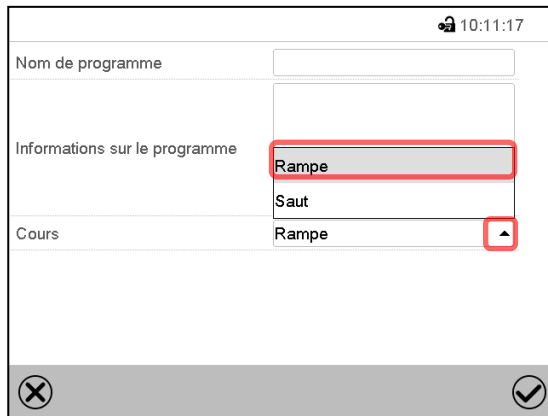 10:11:17
Nom de programme
Informations sur le programme
Rampe
Saut
Cours
Rampe